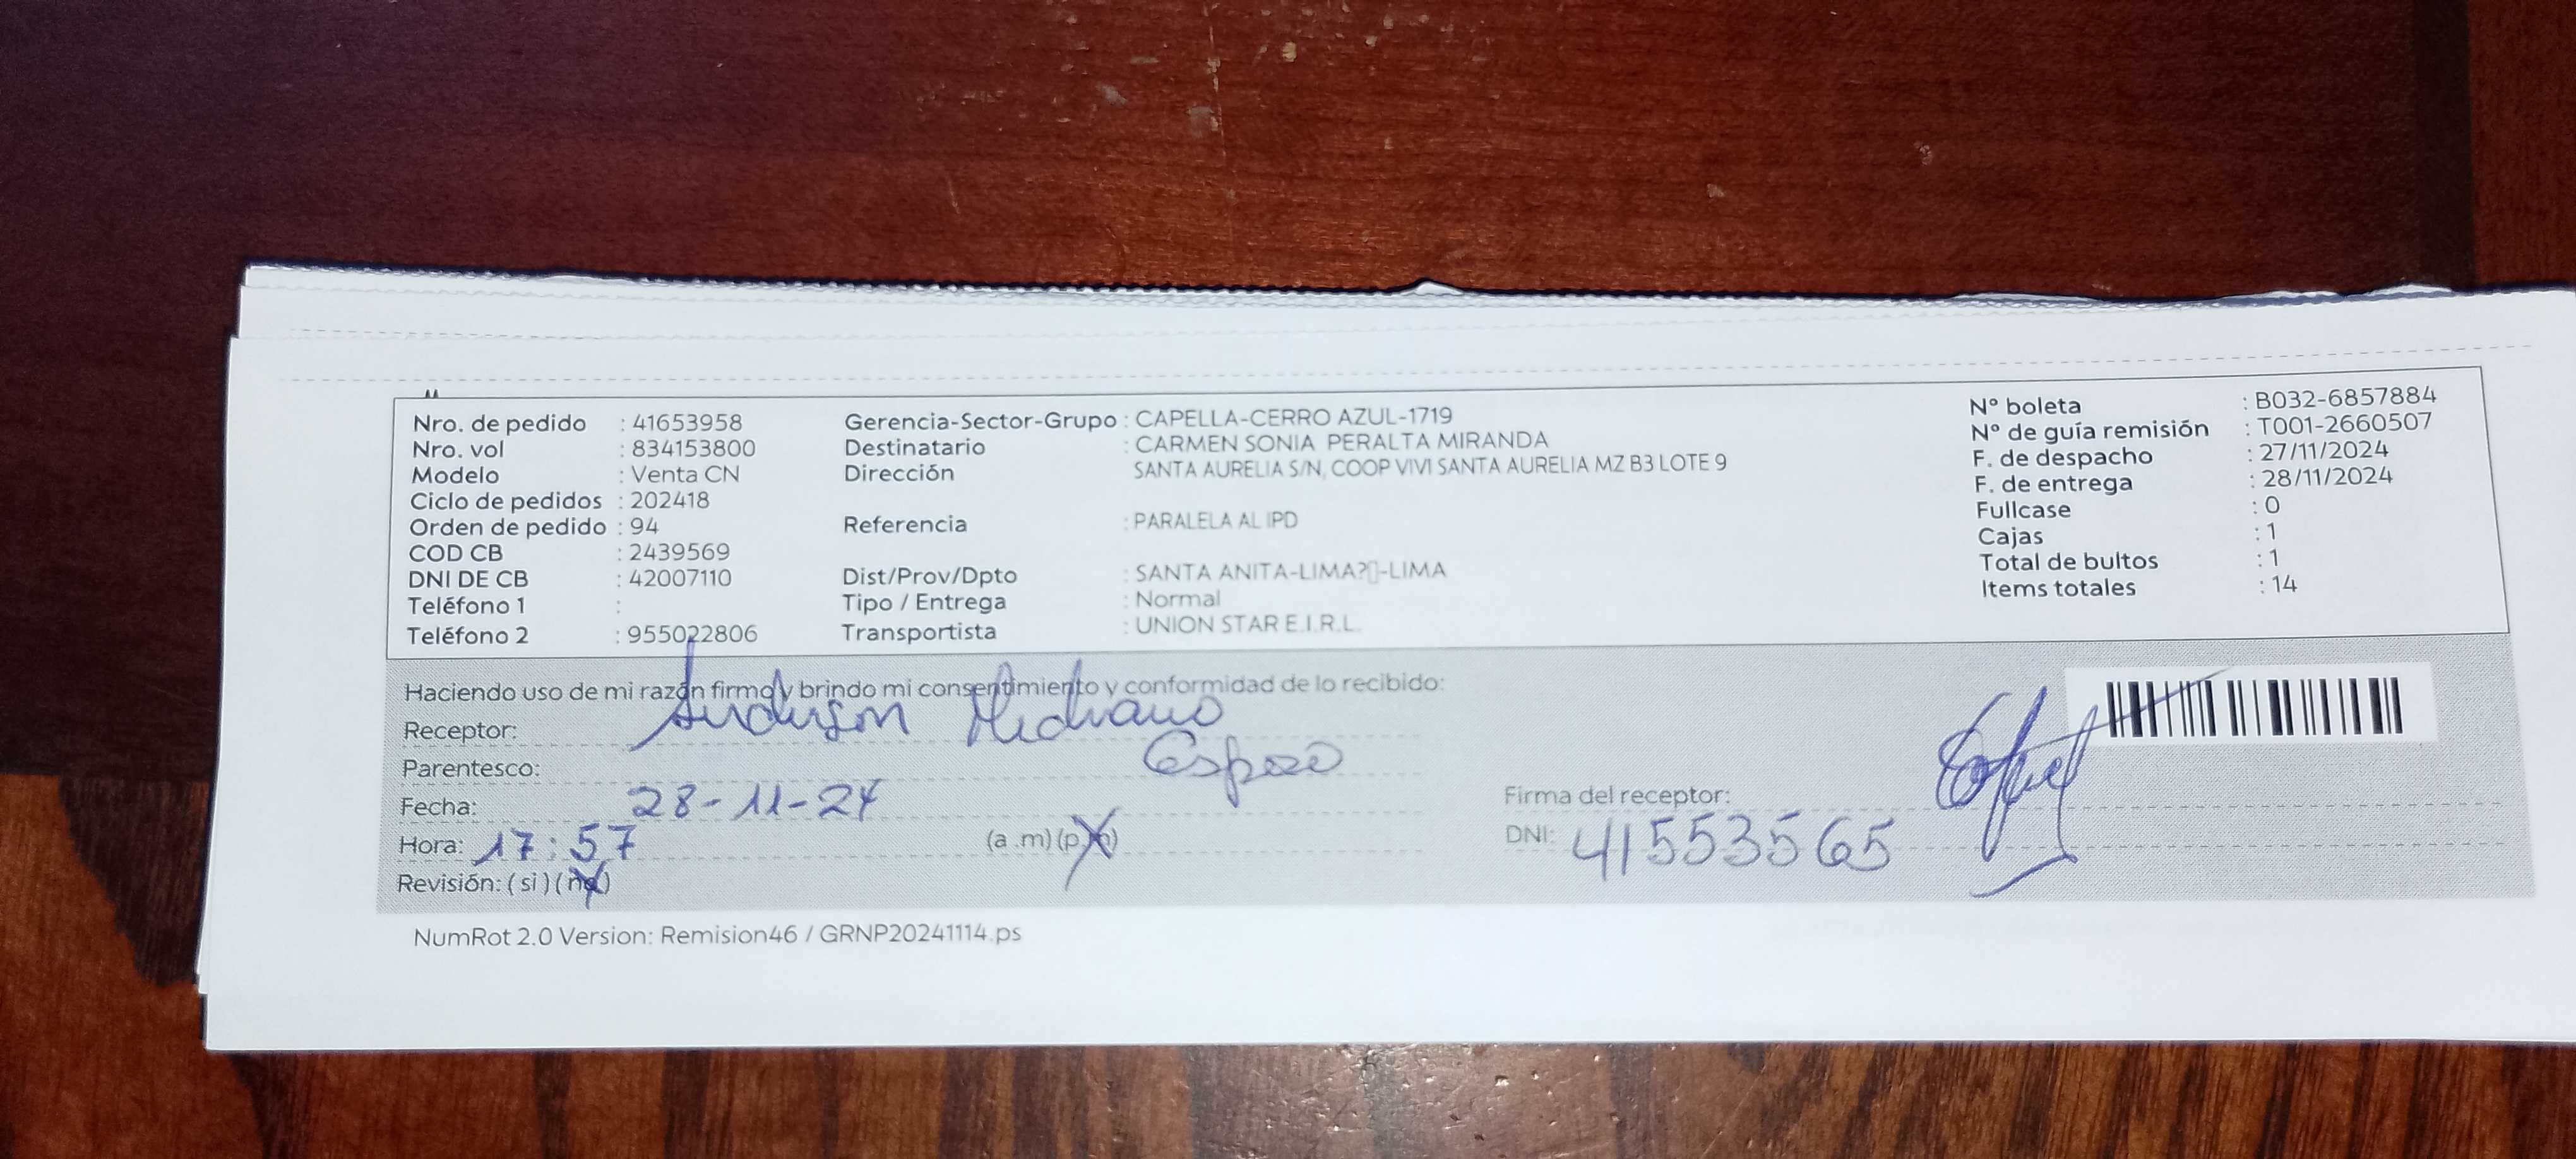 Nro. de pedido : 41653958
Nro. vol : 834153800
Modelo : Venta CN
Ciclo de pedidos : 202418
Orden de pedido : 94
COD CB : 2439569
DNI DE CB : 42007110
Teléfono 1 :
Teléfono 2 : 955022806
Gerencia-Sector-Grupo : CAPELLA-CERRO AZUL-1719
Destinatario : CARMEN SONIA PERALTA MIRANDA
Dirección SANTA AURELIA S/N, COOP VIVI SANTA AURELIA MZ B3 LOTE 9
Referencia : PARALELA AL IPD
Dist/Prov/Dpto : SANTA ANITA-LIMA?▯-LIMA
Tipo / Entrega : Normal
Transportista : UNION STAR E.I.R.L.
N° boleta : B032-6857884
N° de guía remisión : T001-2660507
F. de despacho : 27/11/2024
F. de entrega : 28/11/2024
Fullcase : 0
Cajas : 1
Total de bultos : 1
Items totales : 14
Haciendo uso de mi razón firmo y brindo mi consentimiento y conformidad de lo recibido:
Receptor: Anderson Medrano
Parentesco: Esposo
Fecha: 28-11-24
Hora: 17:57 (a .m) (p.m)
Revisión: ( si ) ( no )
Firma del receptor:
DNI: 41553565
NumRot 2.0 Version: Remision46 / GRNP20241114.ps